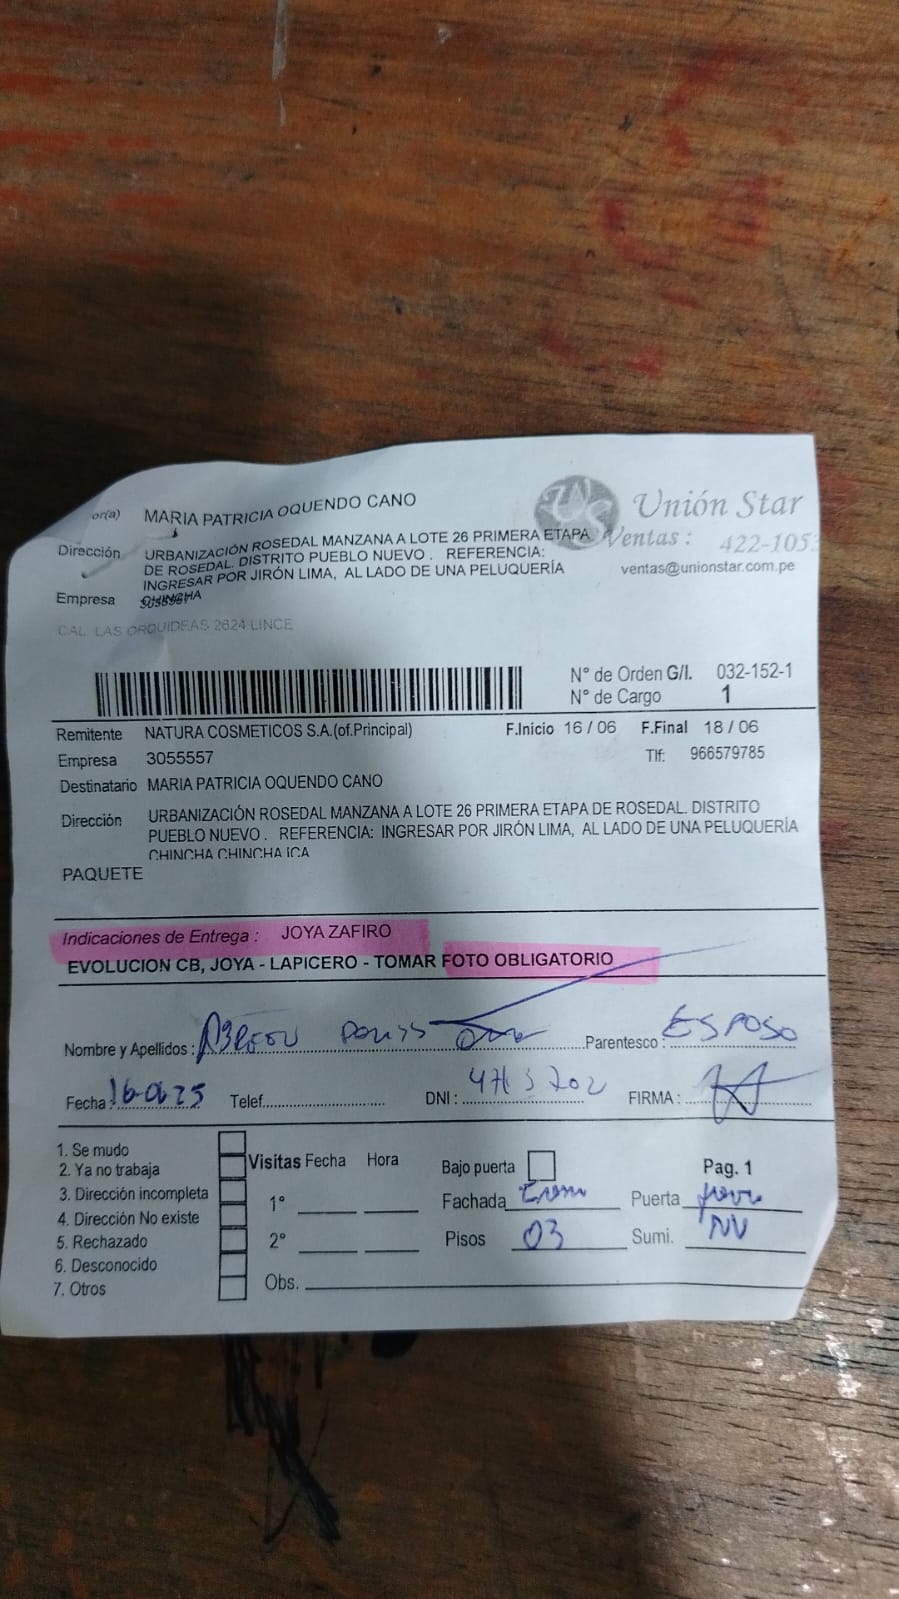 or(a) MARIA PATRICIA OQUENDO CANO
Unión Star
Ventas : 422-105
ventas@unionstar.com.pe
Dirección URBANIZACIÓN ROSEDAL MANZANA A LOTE 26 PRIMERA ETAPA
DE ROSEDAL. DISTRITO PUEBLO NUEVO . REFERENCIA:
INGRESAR POR JIRÓN LIMA, AL LADO DE UNA PELUQUERÍA
CHINCHA
Empresa
CAL. LAS ORQUIDEAS 2624 LINCE
N° de Orden G/I. 032-152-1
N° de Cargo 1
Remitente NATURA COSMETICOS S.A.(of.Principal) F.Inicio 16 / 06 F.Final 18 / 06
Empresa 3055557 Tlf: 966579785
Destinatario MARIA PATRICIA OQUENDO CANO
Dirección URBANIZACIÓN ROSEDAL MANZANA A LOTE 26 PRIMERA ETAPA DE ROSEDAL. DISTRITO
PUEBLO NUEVO . REFERENCIA: INGRESAR POR JIRÓN LIMA, AL LADO DE UNA PELUQUERÍA
CHINCHA CHINCHA ICA
PAQUETE
Indicaciones de Entrega : JOYA ZAFIRO
EVOLUCION CB, JOYA - LAPICERO - TOMAR FOTO OBLIGATORIO
Nombre y Apellidos : Parentesco : ESPOSO
Fecha : 16-06-25 Telef. DNI : FIRMA :
1. Se mudo
2. Ya no trabaja
3. Dirección incompleta
4. Dirección No existe
5. Rechazado
6. Desconocido
7. Otros
Visitas Fecha Hora
1°
2°
Obs.
Bajo puerta Pag. 1
Fachada Puerta
Pisos 03 Sumi. NV